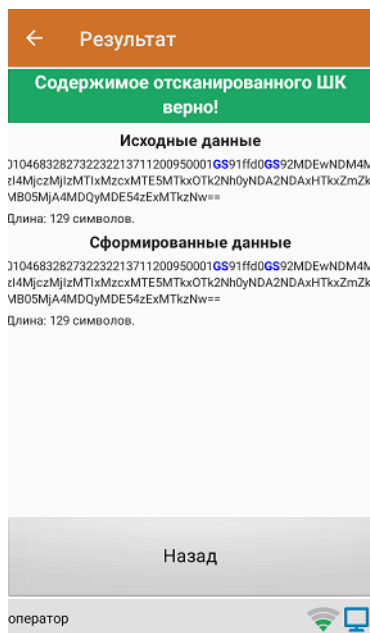 Результат
Содержимое отсканированного ШК
верно!
Исходные данные
0104683282732232213711200950001GS91ffd0GS92MDEwNDM4M
zI4MjczMjIzMTIxMzcxMTE5MTkxOTk2Nh0yNDA2NDAxHTkxZmZk
MB05MjA4MDQyMDE54zExMTkzNw==
Длина: 129 символов.
Сформированные данные
0104683282732232213711200950001GS91ffd0GS92MDEwNDM4M
zI4MjczMjIzMTIxMzcxMTE5MTkxOTk2Nh0yNDA2NDAxHTkxZmZk
MB05MjA4MDQyMDE54zExMTkzNw==
Длина: 129 символов.
Назад
оператор